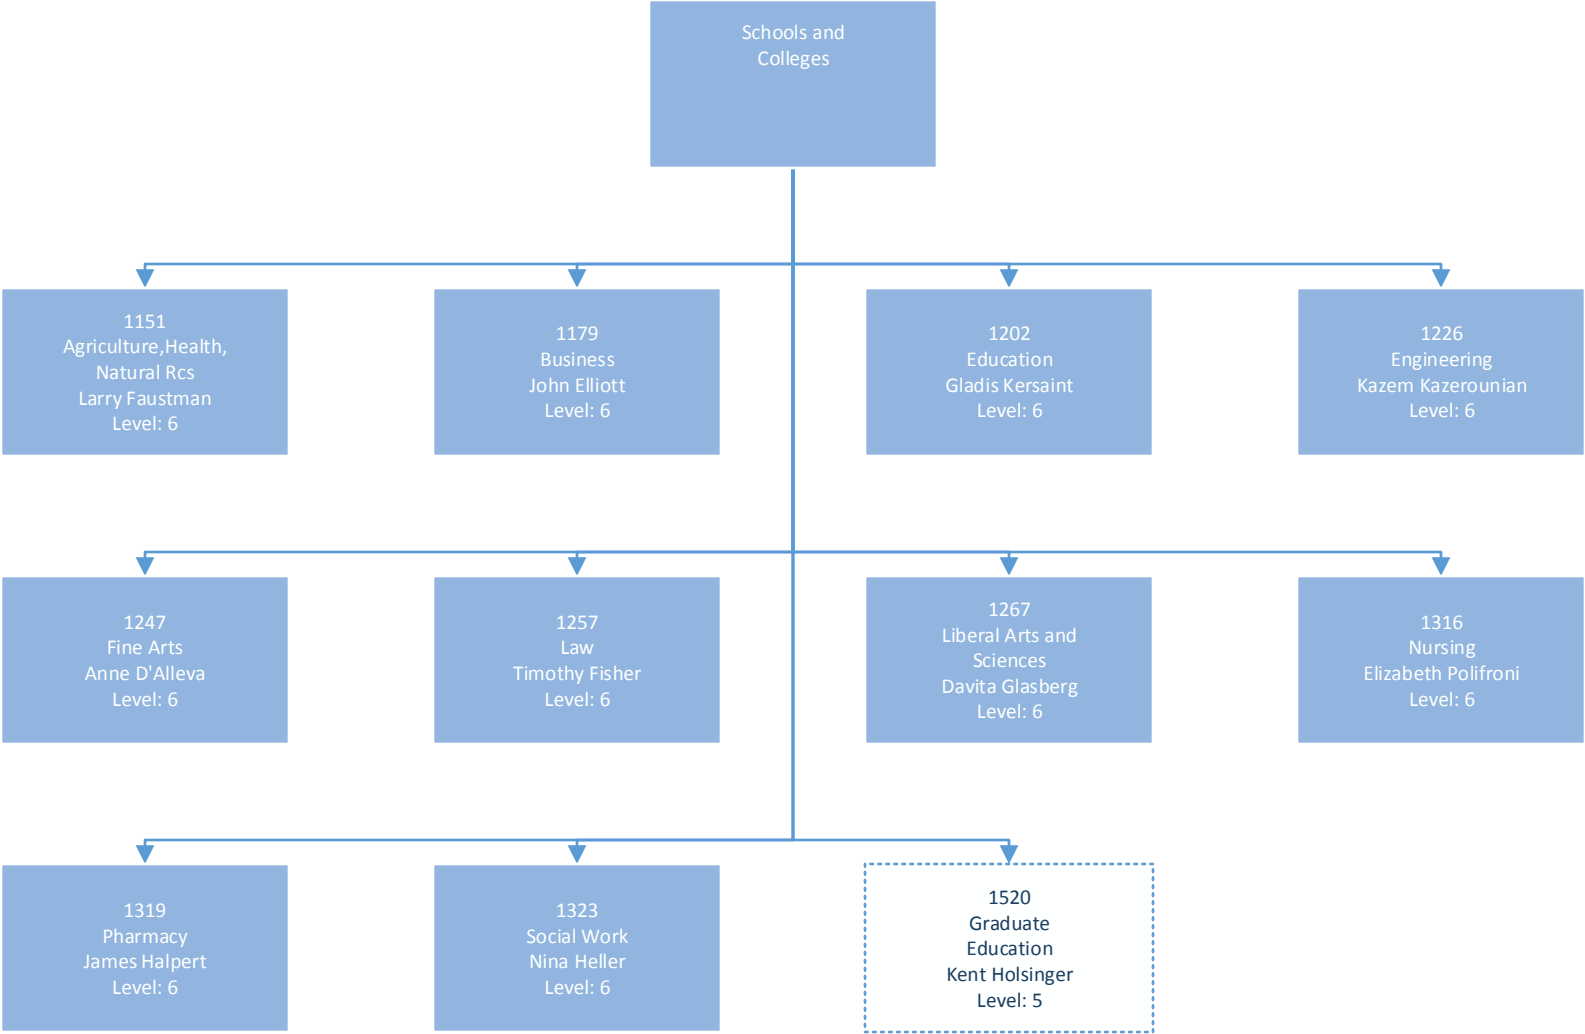 Schools and
Colleges
1151
Agriculture,Health,
Natural Rcs
Larry Faustman
Level: 6
1179
Business
John Elliott
Level: 6
1202
Education
Gladis Kersaint
Level: 6
1226
Engineering
Kazem Kazerounian
Level: 6
1247
Fine Arts
Anne D'Alleva
Level: 6
1257
Law
Timothy Fisher
Level: 6
1267
Liberal Arts and
Sciences
Davita Glasberg
Level: 6
1316
Nursing
Elizabeth Polifroni
Level: 6
1319
Pharmacy
James Halpert
Level: 6
1323
Social Work
Nina Heller
Level: 6
1520
Graduate
Education
Kent Holsinger
Level: 5